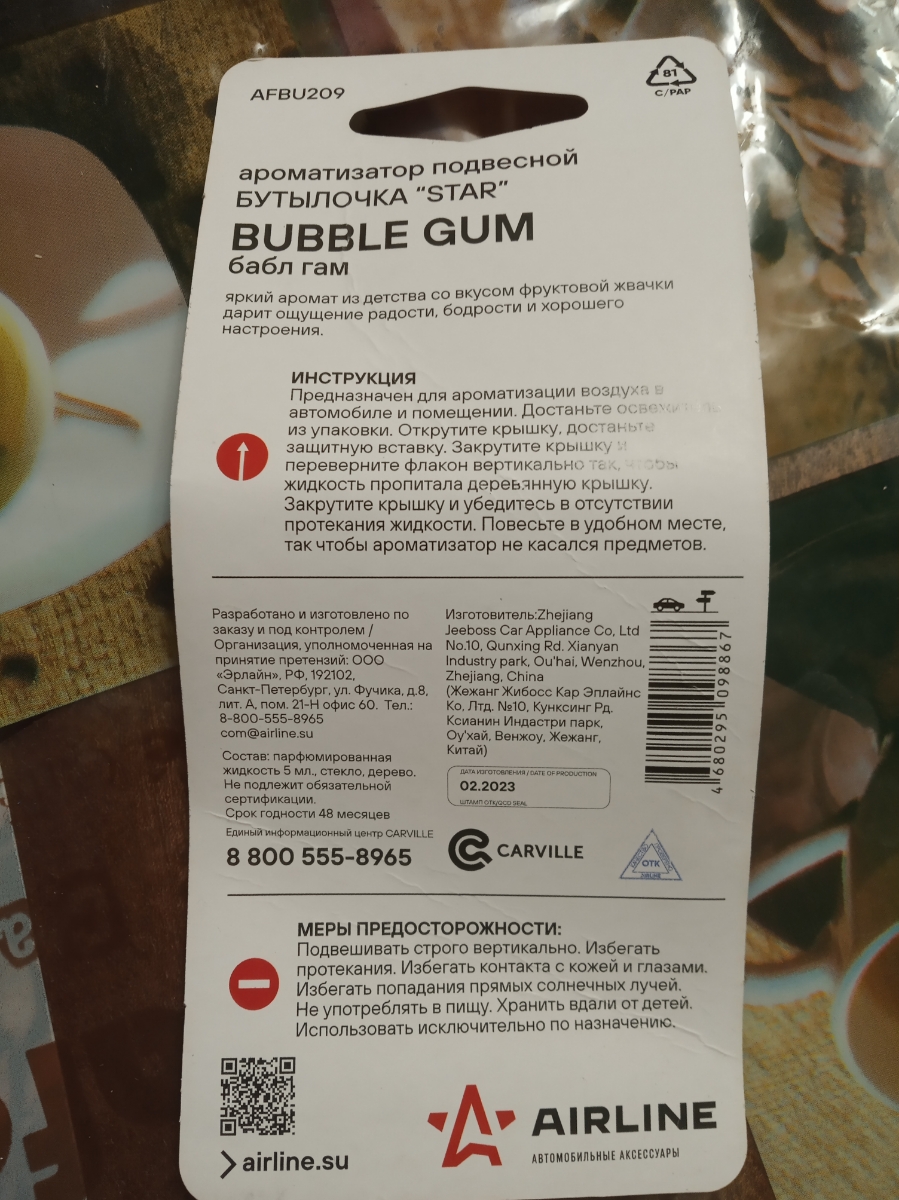 AFBU209
81
C/PAP
ароматизатор подвесной
БУТЫЛОЧКА “STAR”
BUBBLE GUM
бабл гам
яркий аромат из детства со вкусом фруктовой жвачки
дарит ощущение радости, бодрости и хорошего
настроения.
ИНСТРУКЦИЯ
Предназначен для ароматизации воздуха в
автомобиле и помещении. Достаньте
из упаковки. Открутите крышку, достаньте
защитную вставку. Закрутите крышку и
переверните флакон вертикально так, чтобы
жидкость пропитала деревянную крышку.
Закрутите крышку и убедитесь в отсутствии
протекания жидкости. Повесьте в удобном месте,
так чтобы ароматизатор не касался предметов.
Разработано и изготовлено по
заказу и под контролем /
Организация, уполномоченная на
принятие претензий: ООО
«Эрлайн», РФ, 192102,
Санкт-Петербург, ул. Фучика, д.8,
лит. А, пом. 21-Н офис 60. Тел.:
8-800-555-8965
com@airline.su
Состав: парфюмированная
жидкость 5 мл., стекло, дерево.
Не подлежит обязательной
сертификации.
Срок годности 48 месяцев
Единый информационный центр CARVILLE
8 800 555-8965
Изготовитель:Zhejiang
Jeeboss Car Appliance Co, Ltd
No.10, Qunxing Rd. Xianyan
Industry park, Ou'hai, Wenzhou,
Zhejiang, China
(Жежанг Жибосс Кар Эплайнс
Ко, Лтд. №10, Кунксинг Рд.
Ксианин Индастри парк,
Оу'хай, Венжоу, Жежанг,
Китай)
ДАТА ИЗГОТОВЛЕНИЯ / DATE OF PRODUCTION
02.2023
ШТАМП ОТК/QCD SEAL
CARVILLE
ОТК
AIRLINE
4 680295 098867
МЕРЫ ПРЕДОСТОРОЖНОСТИ:
Подвешивать строго вертикально. Избегать
протекания. Избегать контакта с кожей и глазами.
Избегать попадания прямых солнечных лучей.
Не употреблять в пищу. Хранить вдали от детей.
Использовать исключительно по назначению.
airline.su
AIRLINE
АВТОМОБИЛЬНЫЕ АКСЕССУАРЫ